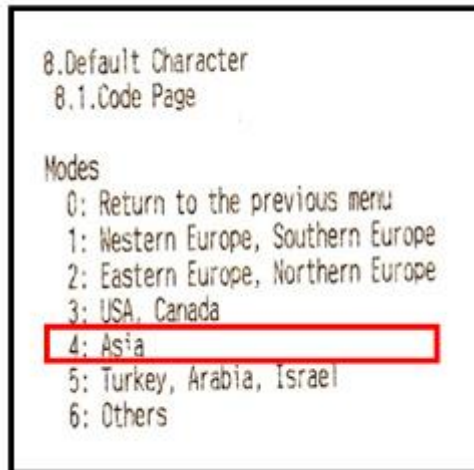 8.Default Character
8.1.Code Page
Modes
0: Return to the previous menu
1: Western Europe, Southern Europe
2: Eastern Europe, Northern Europe
3: USA, Canada
4: Asia
5: Turkey, Arabia, Israel
6: Others